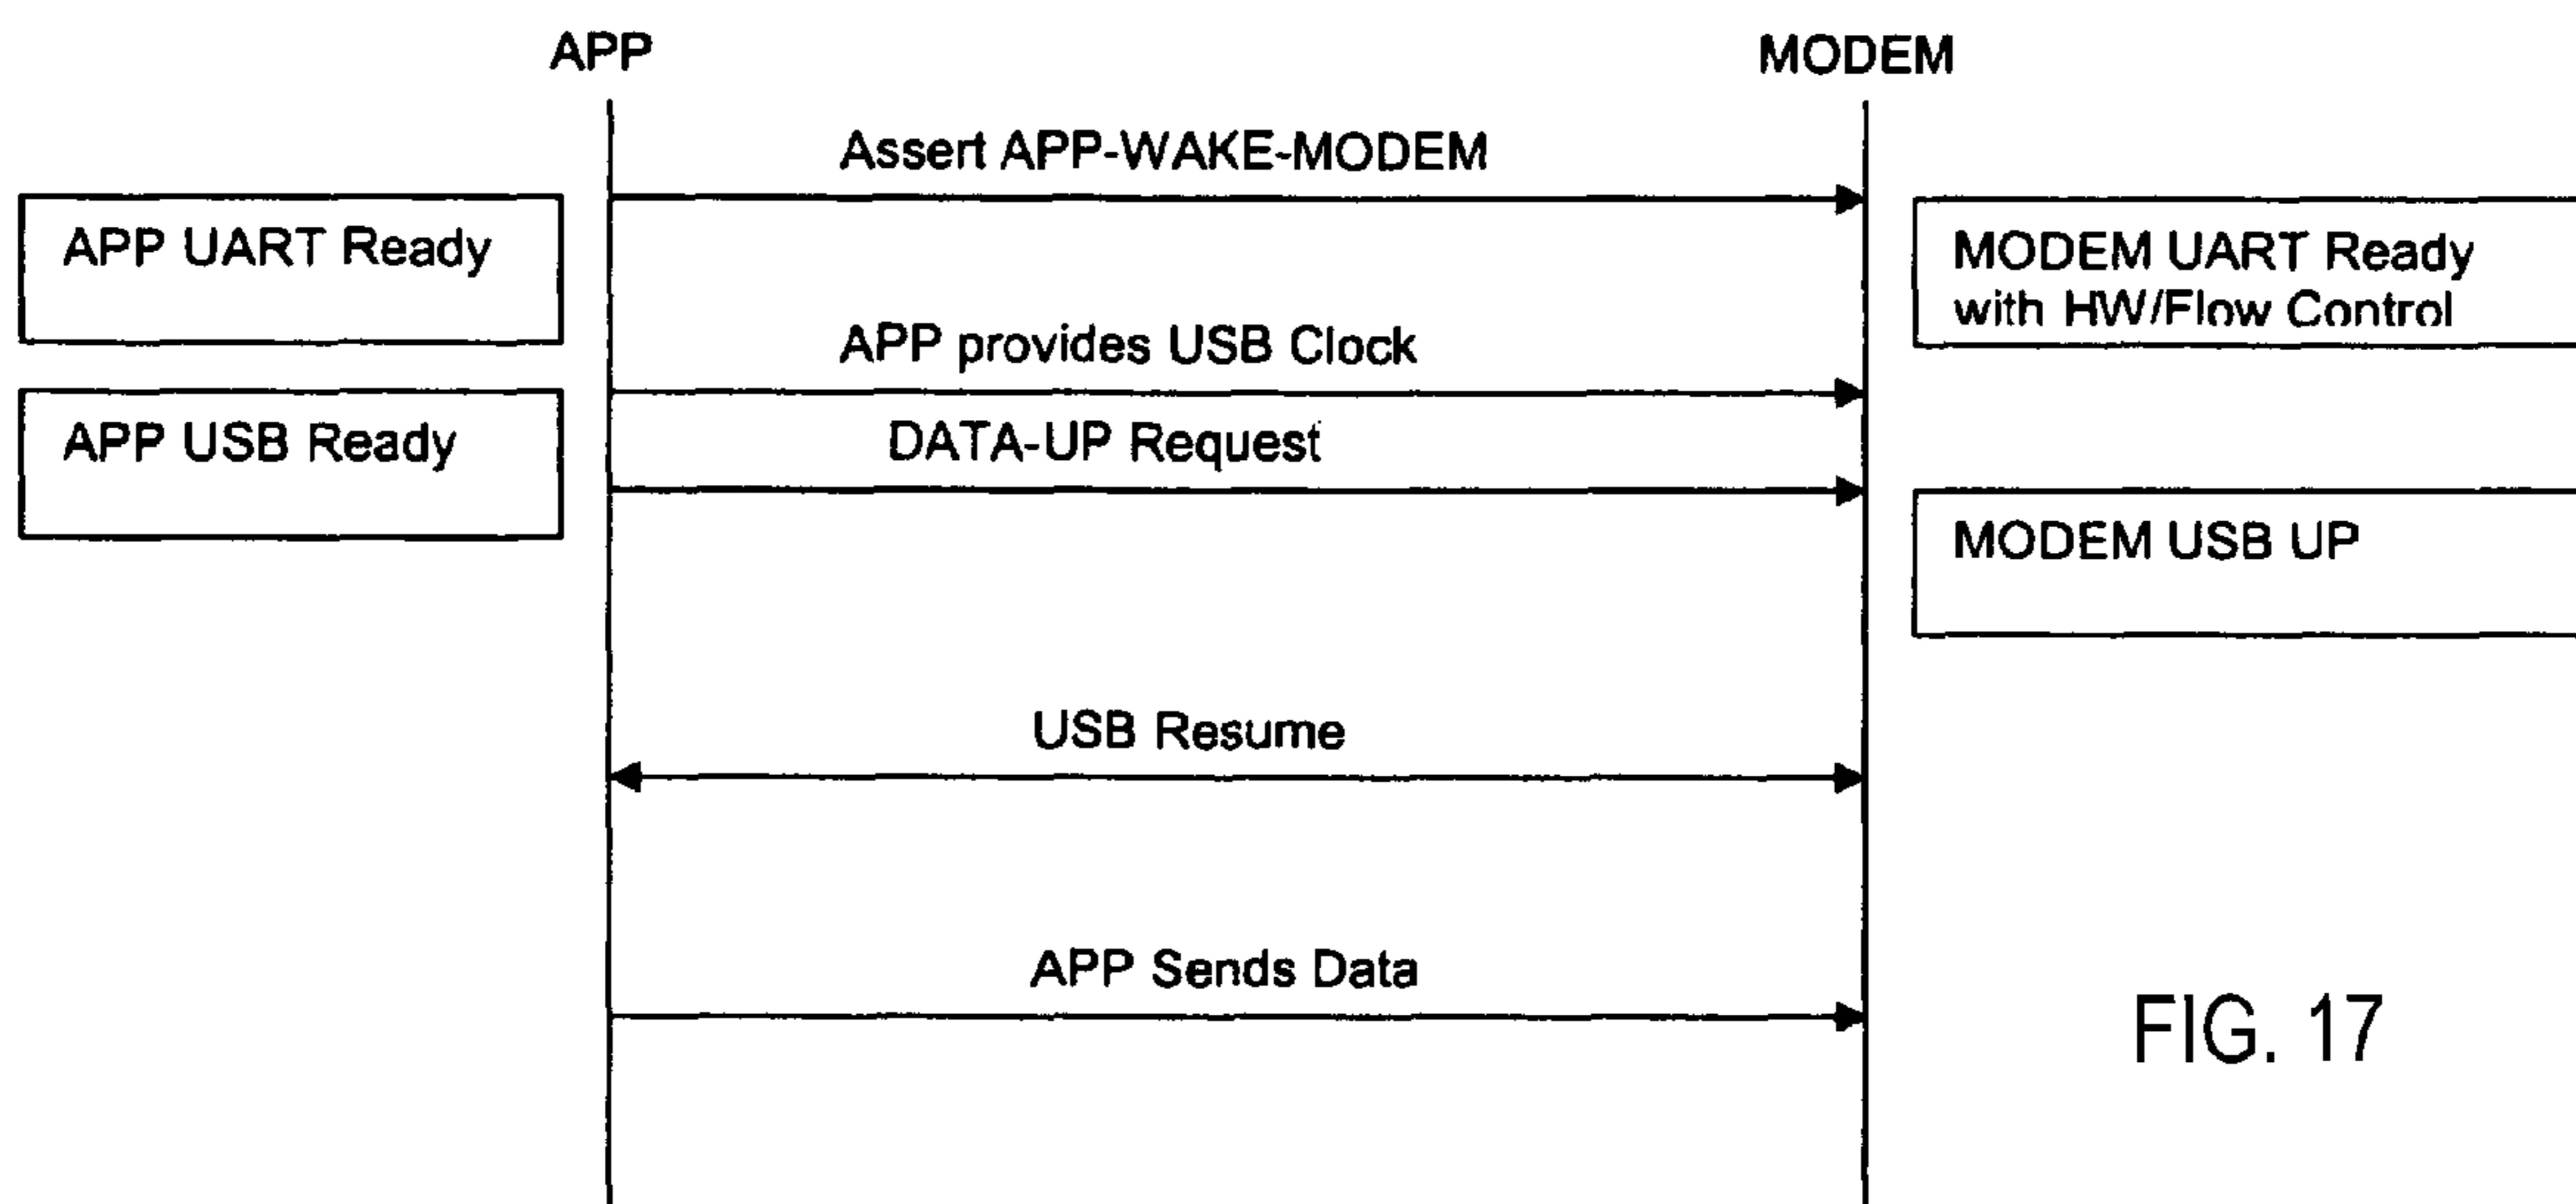 APP
MODEM
Assert APP-WAKE-MODEM
APP UART Ready
MODEM UART Ready
with HW/Flow Control
APP provides USB Clock
APP USB Ready
DATA-UP Request
MODEM USB UP
USB Resume
APP Sends Data
FIG. 17